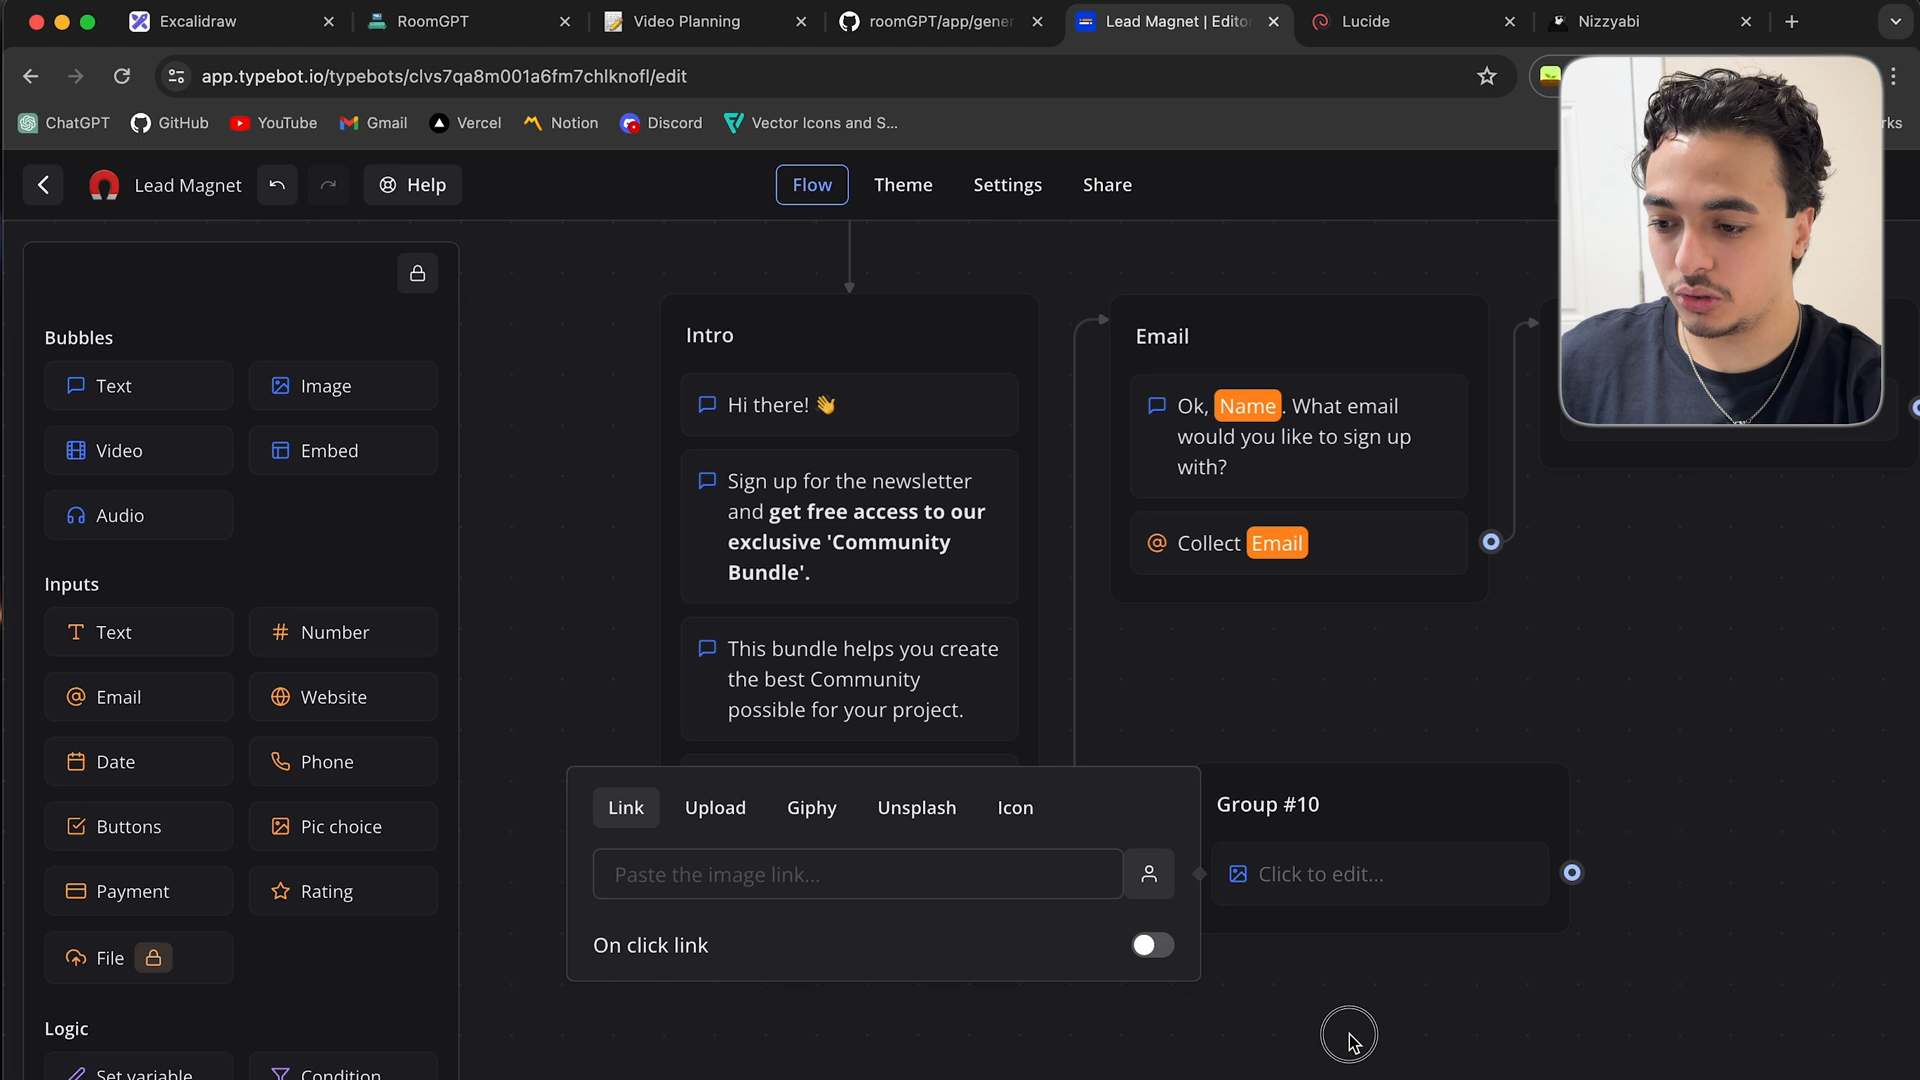 Excalidraw
RoomGPT
Video Planning
roomGPT/app/gener
Lead Magnet | Editor
Lucide
Nizzyabi
app.typebot.io/typebots/clvs7qa8m001a6fm7chlknofl/edit
ChatGPT
GitHub
YouTube
Gmail
Vercel
Notion
Discord
Vector Icons and S...
rks
Lead Magnet
Help
Flow
Theme
Settings
Share
Bubbles
Text
Image
Video
Embed
Audio
Inputs
Text
Number
Email
Website
Date
Phone
Buttons
Pic choice
Payment
Rating
File
Logic
Set variable
Condition
Intro
Hi there! 👋
Sign up for the newsletter
and get free access to our
exclusive 'Community
Bundle'.
This bundle helps you create
the best Community
possible for your project.
Email
Ok, Name. What email
would you like to sign up
with?
Collect Email
Link
Upload
Giphy
Unsplash
Icon
Paste the image link...
On click link
Group #10
Click to edit...